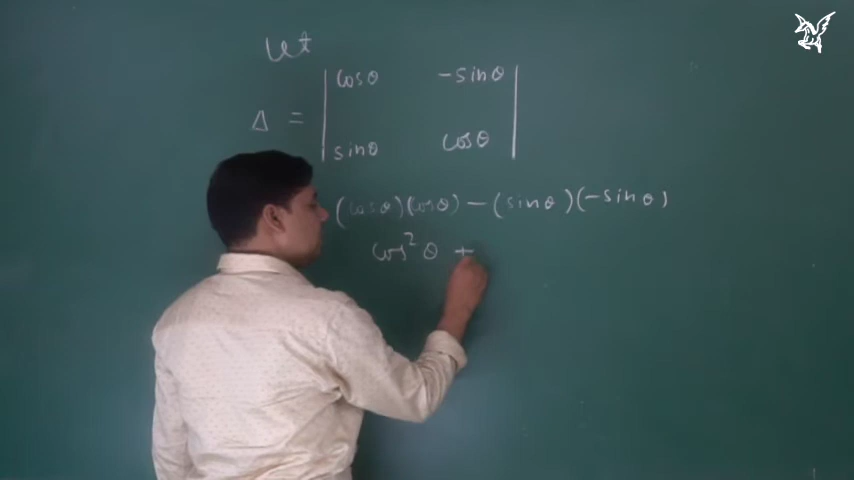 Let
Δ = | cosθ -sinθ |
| sinθ cosθ |
(cosθ)(cosθ) - (sinθ)(-sinθ)
cos²θ +